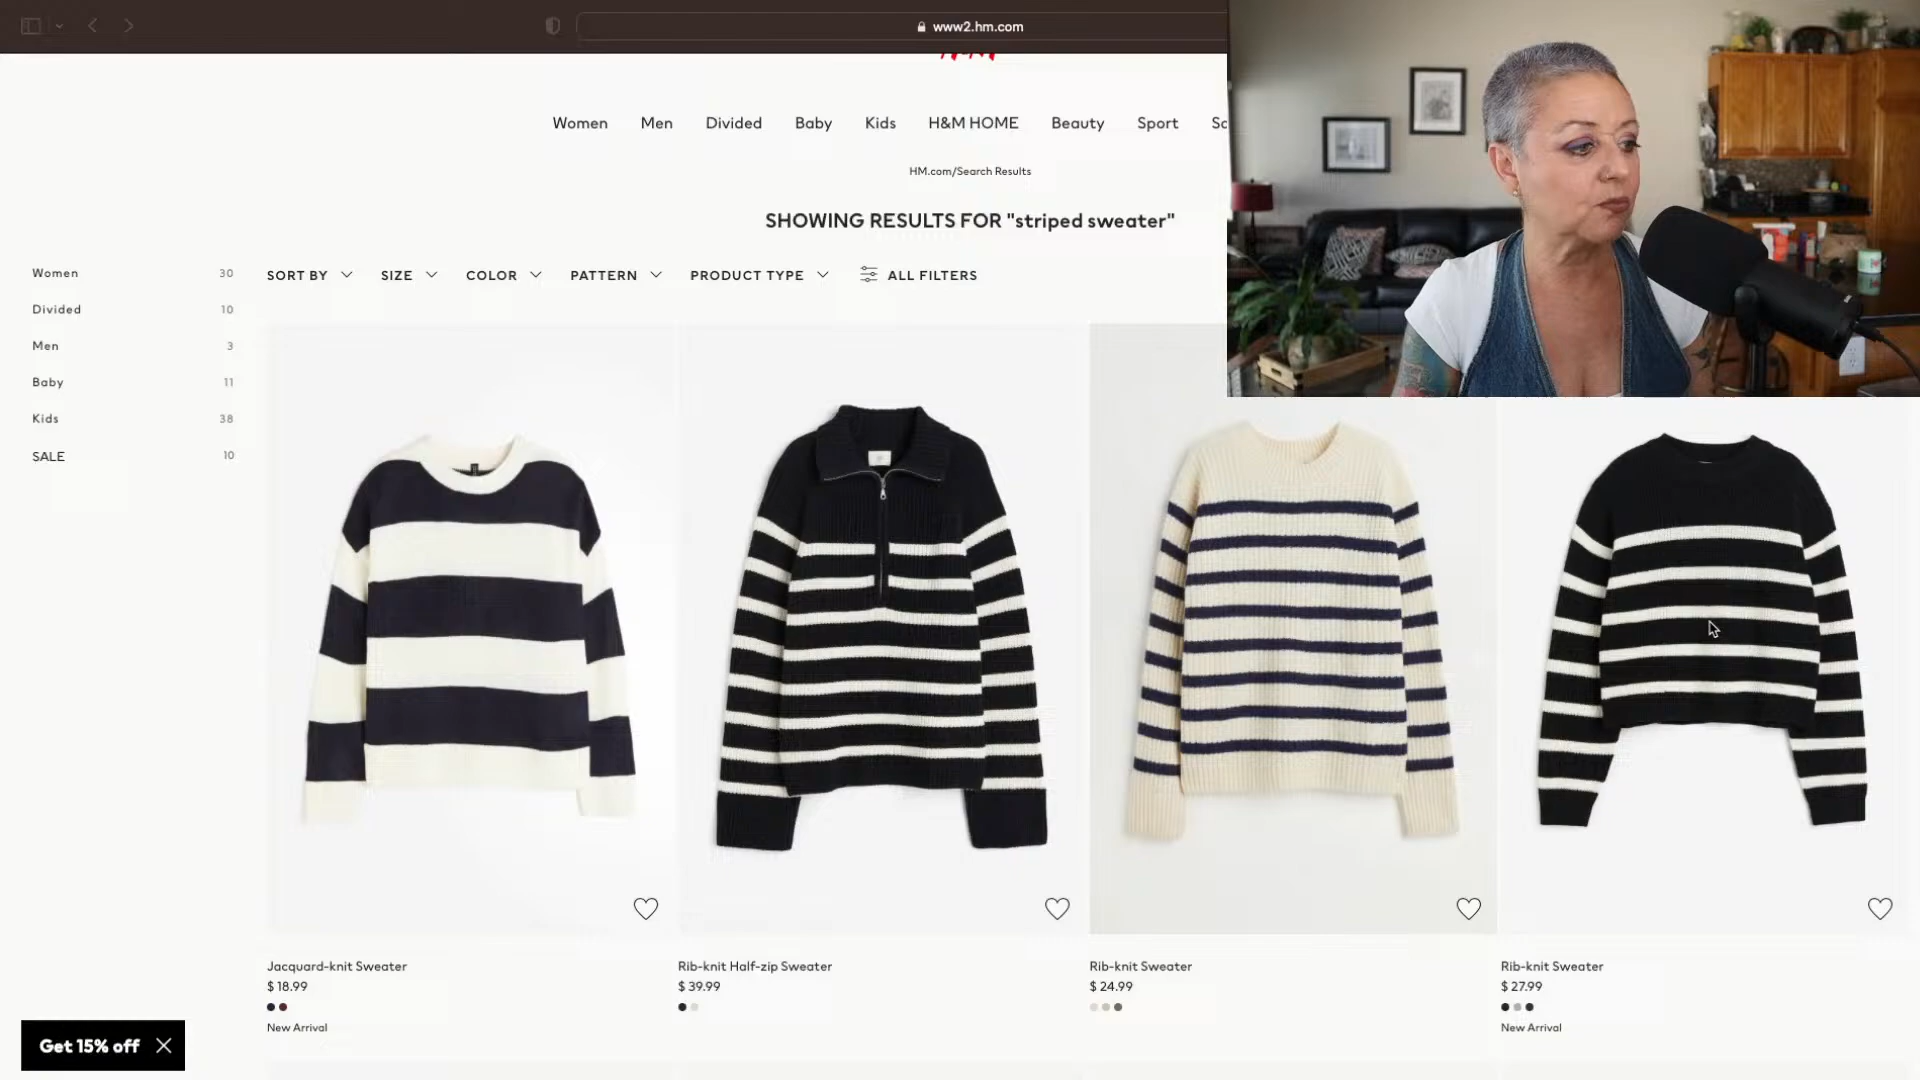 www2.hm.com
Women Men Divided Baby Kids H&M HOME Beauty Sport
HM.com/Search Results
SHOWING RESULTS FOR "striped sweater"
Women 30
Divided 10
Men 3
Baby 11
Kids 38
SALE 10
SORT BY SIZE COLOR PATTERN PRODUCT TYPE ALL FILTERS
Jacquard-knit Sweater
$ 18.99
New Arrival
Rib-knit Half-zip Sweater
$ 39.99
Rib-knit Sweater
$ 24.99
Rib-knit Sweater
$ 27.99
New Arrival
Get 15% off